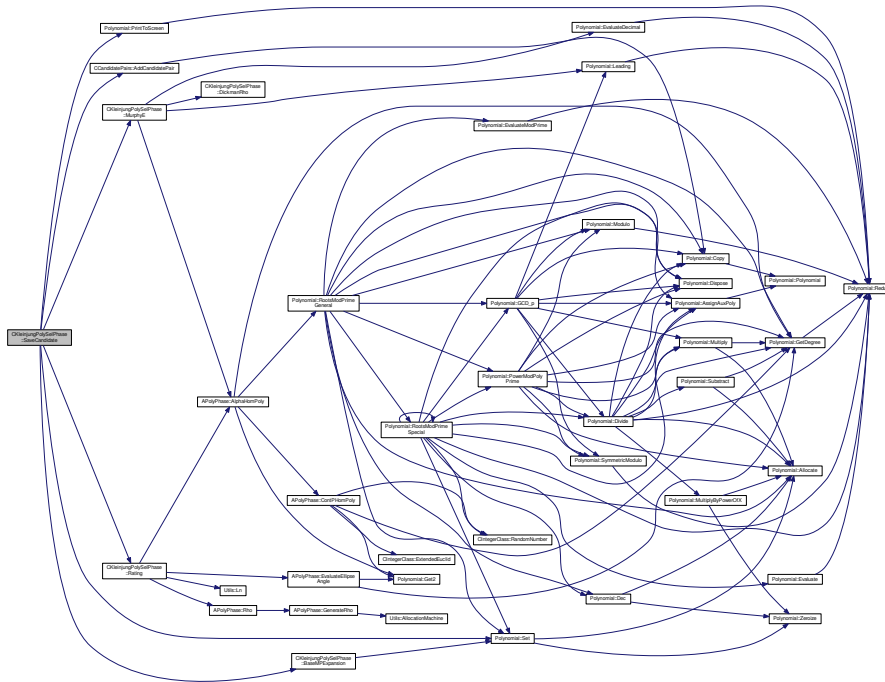 Polynomial::PrintToScreen
Polynomial::EvaluateDecimal
CCandidatePairs::AddCandidatePair
Polynomial::Leading
CKleinjungPolySelPhase
::DickmanRho
CKleinjungPolySelPhase
::MurphyE
Polynomial::EvaluateModPrime
Polynomial::Modulo
Polynomial::Copy
Polynomial::Polynomial
Polynomial::Dispose
Polynomial::RootsModPrime
General
Polynomial::GCD_p
Polynomial::AssignAuxPoly
CKleinjungPolySelPhase
::SaveCandidate
Polynomial::Multiply
Polynomial::GetDegree
Polynomial::PowerModPoly
Prime
Polynomial::Substract
APolyPhase::AlphaHomPoly
Polynomial::RootsModPrime
Special
Polynomial::Divide
Polynomial::SymmetricModulo
Polynomial::Allocate
APolyPhase::ContPHomPoly
Polynomial::MultiplyByPowerOfX
CIntegerClass::RandomNumber
CIntegerClass::ExtendedEuclid
CKleinjungPolySelPhase
::Rating
APolyPhase::EvaluateEllipse
Angle
Polynomial::Get2
Polynomial::Evaluate
Utils::Ln
Polynomial::Dec
APolyPhase::Rho
APolyPhase::GenerateRho
Utils::AllocationMachine
Polynomial::Zeroize
Polynomial::Set
CKleinjungPolySelPhase
::BaseMPExpansion